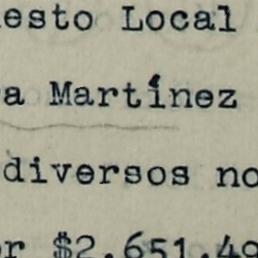 esto Local
a Martínez
diversos no
r $2,651.49